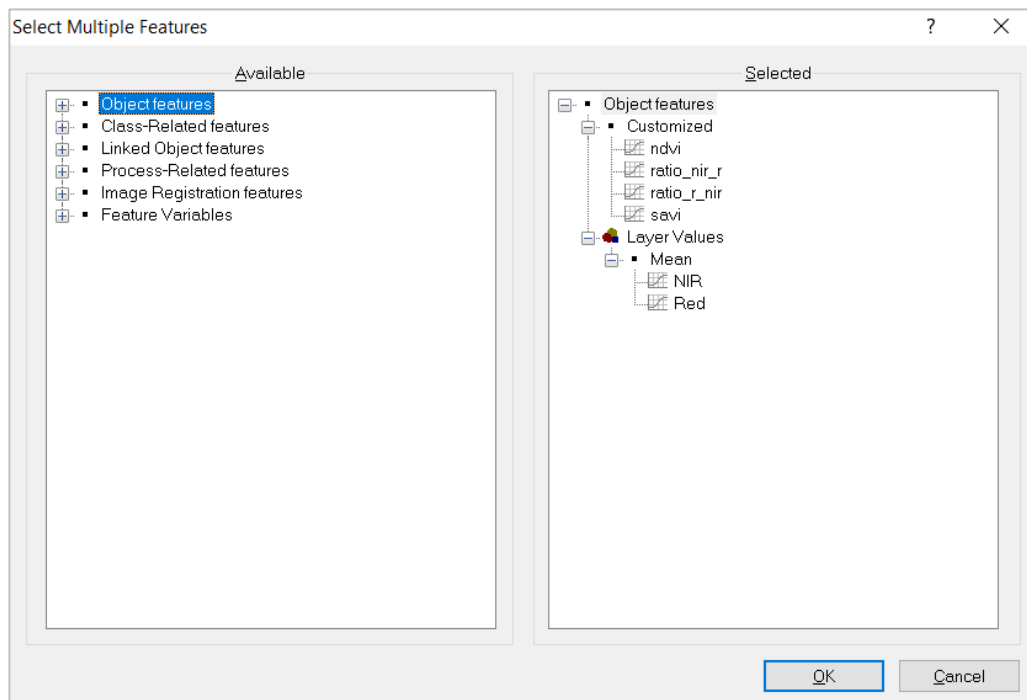 Select Multiple Features ?
Available
Object features
Class-Related features
Linked Object features
Process-Related features
Image Registration features
Feature Variables
Selected
Object features
Customized
ndvi
ratio_nir_r
ratio_r_nir
savi
Layer Values
Mean
NIR
Red
OK
Cancel